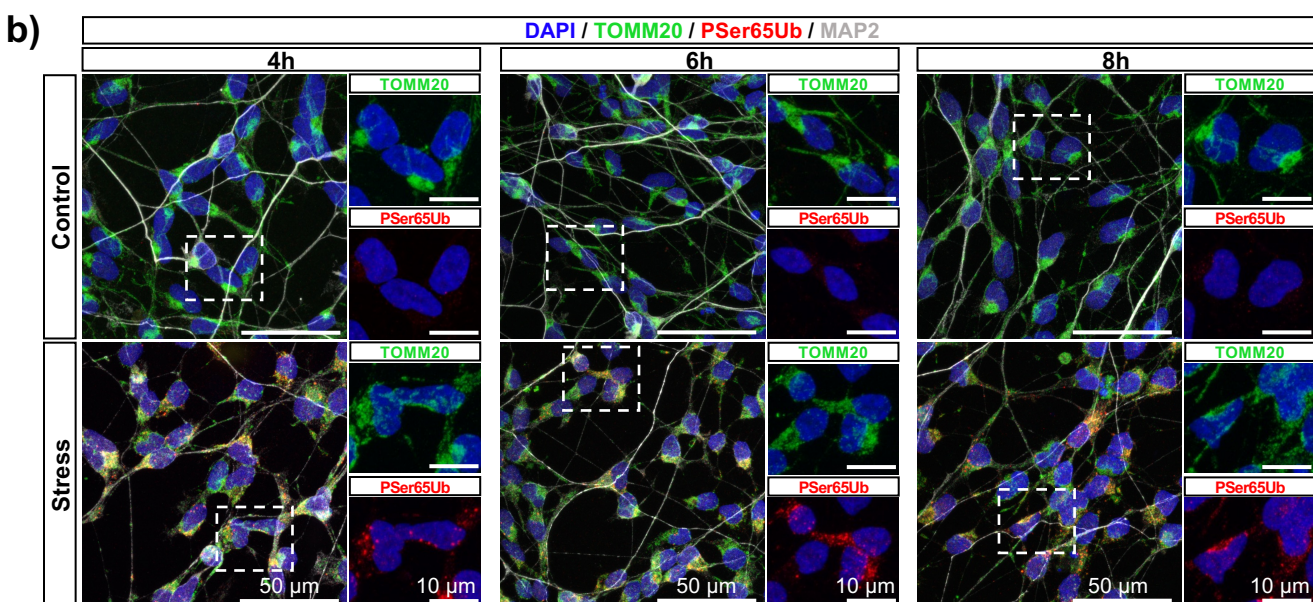 b)
DAPI / TOMM20 / PSer65Ub / MAP2
4h
6h
8h
Control
TOMM20
PSer65Ub
TOMM20
PSer65Ub
TOMM20
PSer65Ub
Stress
TOMM20
PSer65Ub
50 µm
10 µm
TOMM20
PSer65Ub
50 µm
10 µm
TOMM20
PSer65Ub
50 µm
10 µm